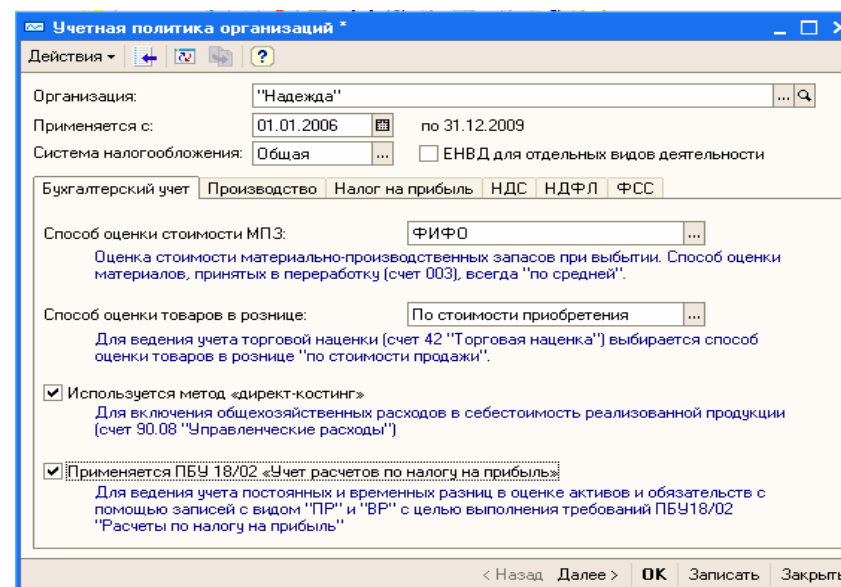 Учетная политика организаций *
Действия
Организация: "Надежда" ...
Применяется с: 01.01.2006 по 31.12.2009
Система налогообложения: Общая ... ЕНВД для отдельных видов деятельности
Бухгалтерский учет Производство Налог на прибыль НДС НДФЛ ФСС
Способ оценки стоимости МПЗ: ФИФО ...
Оценка стоимости материально-производственных запасов при выбытии. Способ оценки
материалов, принятых в переработку (счет 003), всегда "по средней".
Способ оценки товаров в рознице: По стоимости приобретения ...
Для ведения учета торговой наценки (счет 42 "Торговая наценка") выбирается способ
оценки товаров в рознице "по стоимости продажи".
Используется метод «директ-костинг»
Для включения общехозяйственных расходов в себестоимость реализованной продукции
(счет 90.08 "Управленческие расходы")
Применяется ПБУ 18/02 «Учет расчетов по налогу на прибыль»
Для ведения учета постоянных и временных разниц в оценке активов и обязательств с
помощью записей с видом "ПР" и "ВР" с целью выполнения требований ПБУ18/02
"Расчеты по налогу на прибыль"
< Назад Далее > OK Записать Закрыть